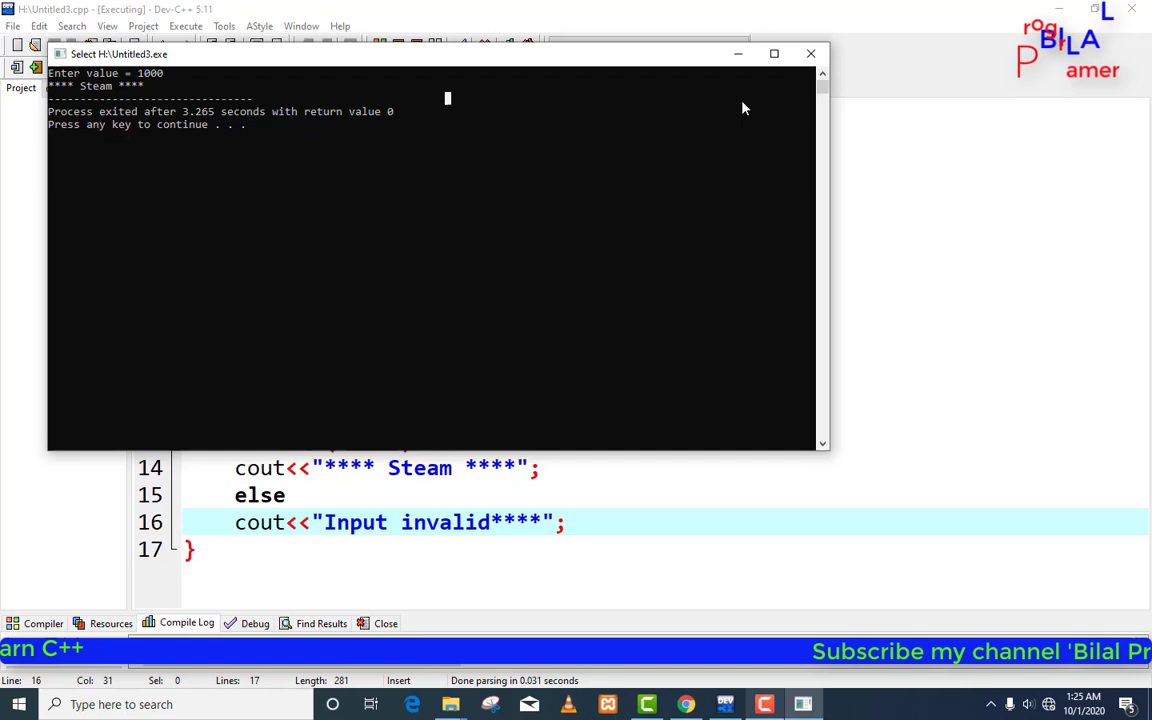 H:\Untitled3.cpp - [Executing] - Dev-C++ 5.11
File Edit Search View Project Execute Tools AStyle Window Help
L
rogr
BILA
P
amer
Select H:\Untitled3.exe
Enter value = 1000
**** Steam ****
--------------------------------
Process exited after 3.265 seconds with return value 0
Press any key to continue . . .
Project
14 cout<<"**** Steam ****";
15 else
16 cout<<"Input invalid****";
17 }
Compiler Resources Compile Log Debug Find Results Close
arn C++ Subscribe my channel 'Bilal Pr
Line: 16 Col: 31 Sel: 0 Lines: 17 Length: 281 Insert Done parsing in 0.031 seconds
Type here to search
DEV
1:25 AM
10/1/2020
5